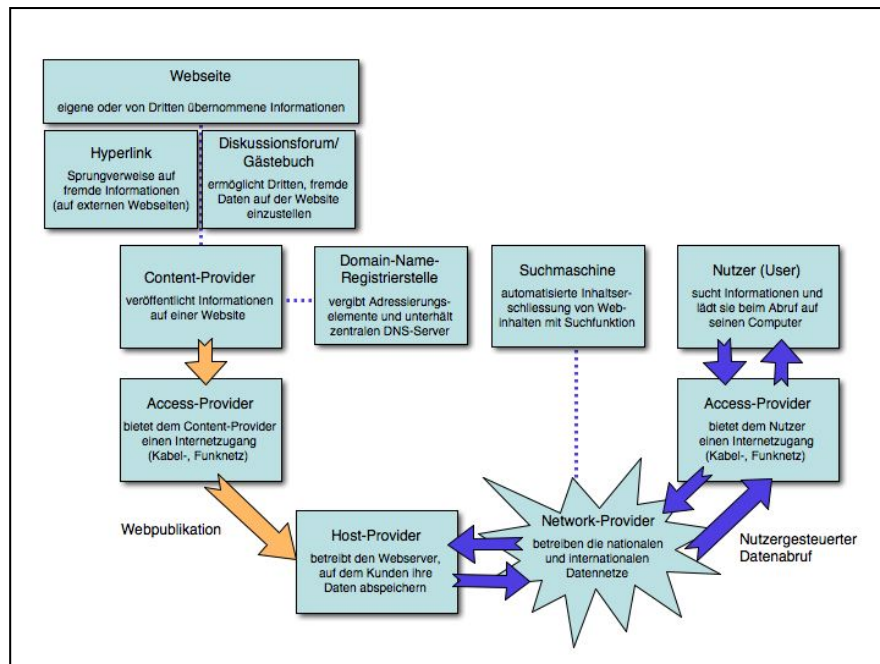 Webseite
eigene oder von Dritten übernommene Informationen
Hyperlink
Sprungverweise auf
fremde Informationen
(auf externen Webseiten)
Diskussionsforum/
Gästebuch
ermöglicht Dritten, fremde
Daten auf der Website
einzustellen
Content-Provider
veröffentlicht Informationen
auf einer Website
Domain-Name-
Registrierstelle
vergibt Adressierungs-
elemente und unterhält
zentralen DNS-Server
Suchmaschine
automatisierte Inhaltser-
schliessung von Web-
inhalten mit Suchfunktion
Nutzer (User)
sucht Informationen und
lädt sie beim Abruf auf
seinen Computer
Access-Provider
bietet dem Content-Provider
einen Internetzugang
(Kabel-, Funknetz)
Access-Provider
bietet dem Nutzer
einen Internetzugang
(Kabel-, Funknetz)
Webpublikation
Host-Provider
betreibt den Webserver,
auf dem Kunden ihre
Daten abspeichern
Network-Provider
betreiben die nationalen
und internationalen
Datennetze
Nutzergesteuerter
Datenabruf